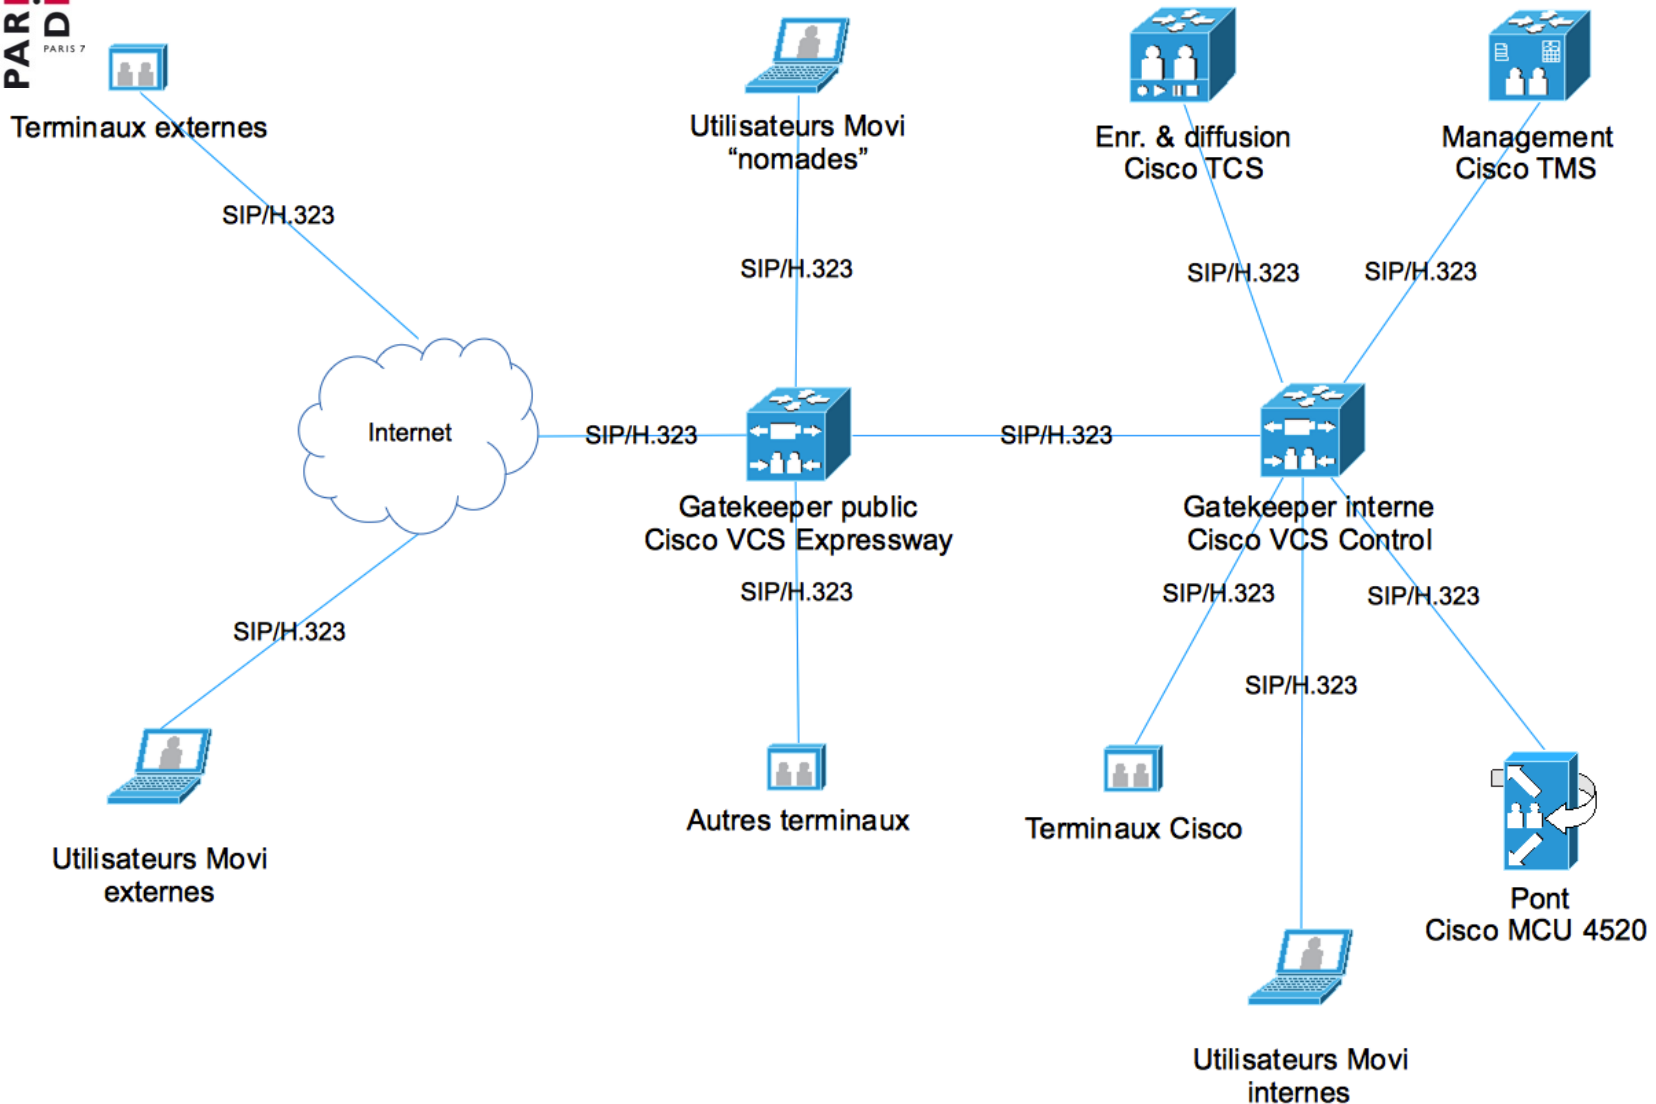 PARI
DI
PARIS 7
Terminaux externes
SIP/H.323
Utilisateurs Movi
“nomades”
SIP/H.323
Enr. & diffusion
Cisco TCS
SIP/H.323
Management
Cisco TMS
SIP/H.323
Internet
SIP/H.323
Gatekeeper public
Cisco VCS Expressway
SIP/H.323
Gatekeeper interne
Cisco VCS Control
SIP/H.323
Utilisateurs Movi
externes
SIP/H.323
Autres terminaux
SIP/H.323
Terminaux Cisco
SIP/H.323
Utilisateurs Movi
internes
SIP/H.323
Pont
Cisco MCU 4520